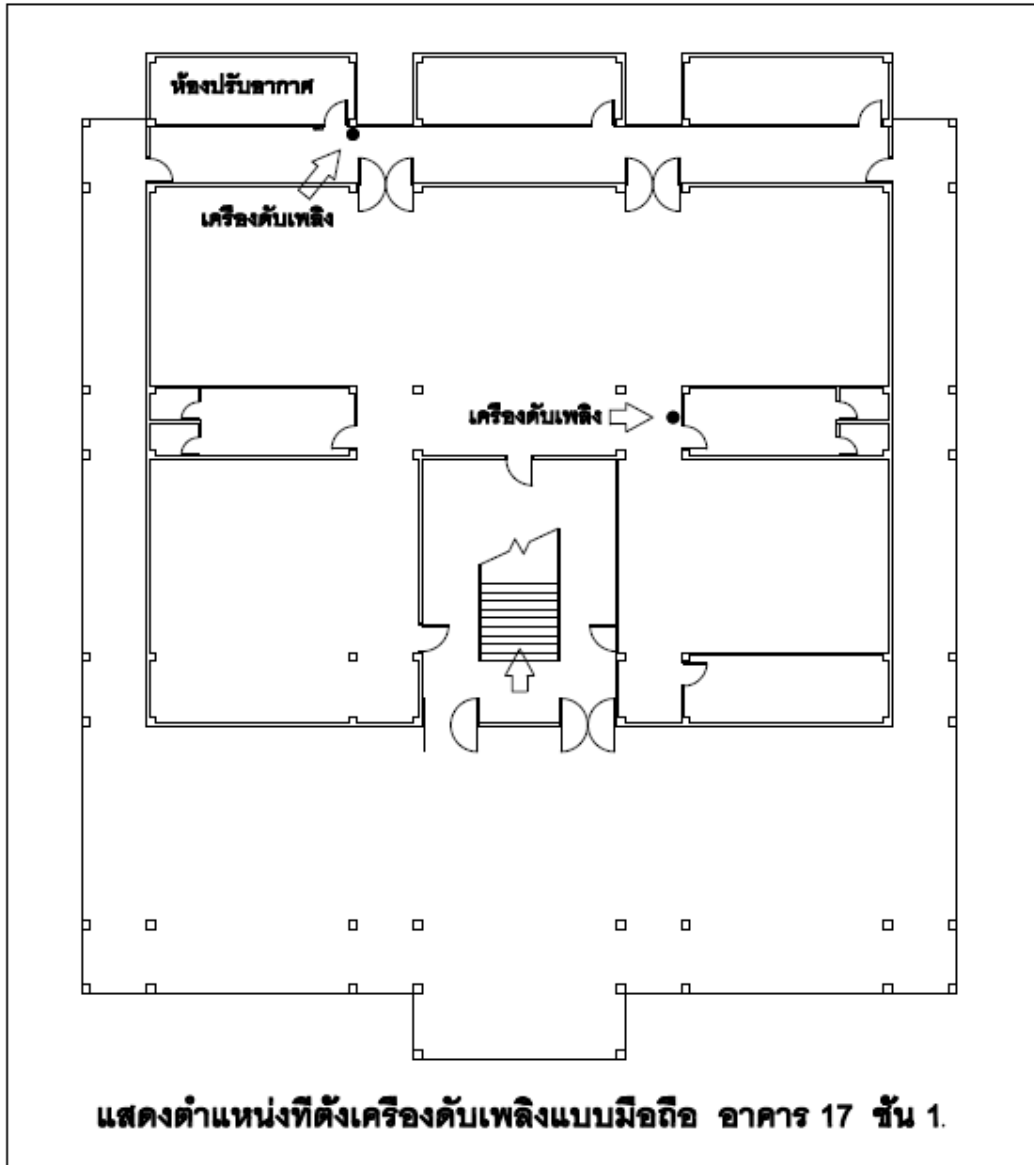 ห้องปรับอากาศ
เครื่องดับเพลิง
เครื่องดับเพลิง
แสดงตำแหน่งที่ตั้งเครื่องดับเพลิงแบบมือถือ อาคาร 17 ชั้น 1.